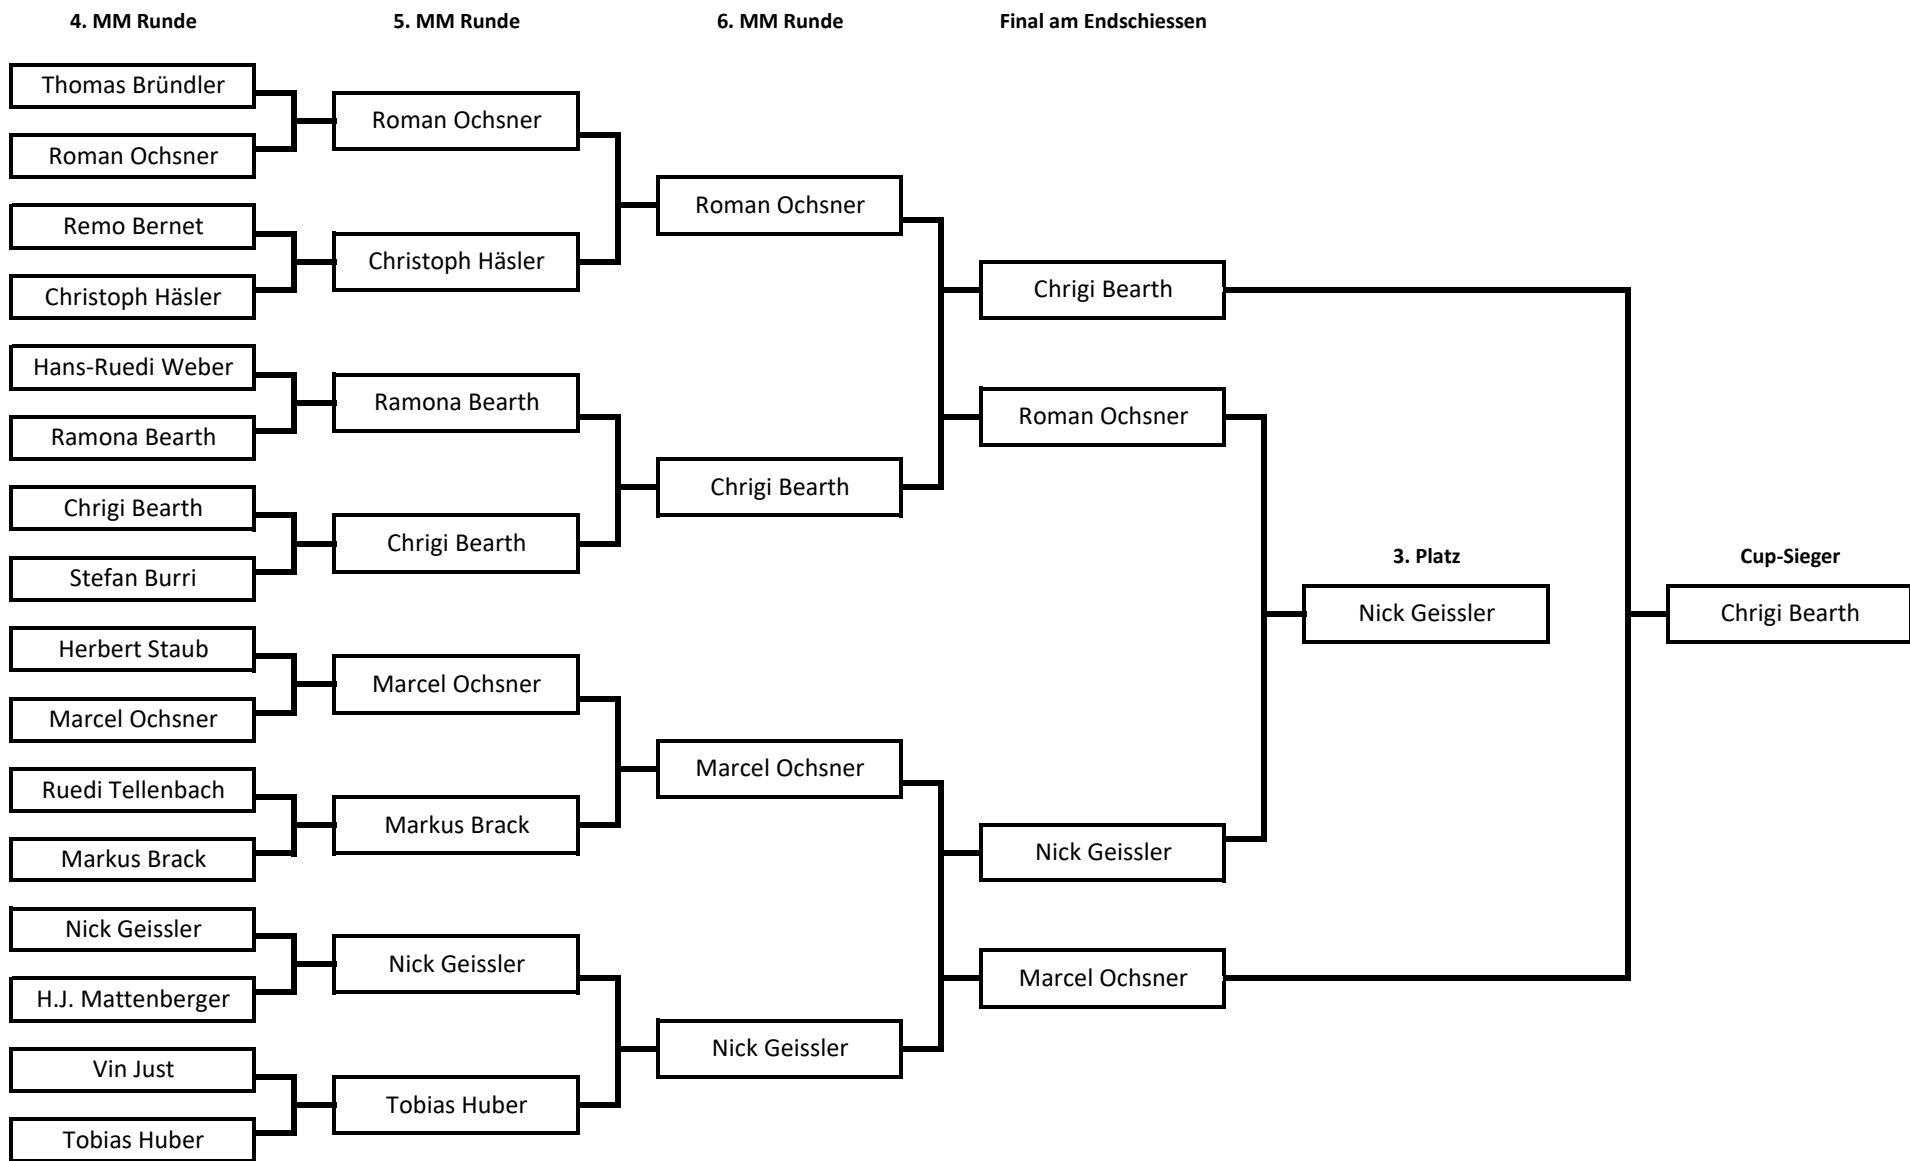 4. MM Runde
5. MM Runde
6. MM Runde
Final am Endschiessen
Thomas Bründler
Roman Ochsner
Remo Bernet
Christoph Häsler
Hans-Ruedi Weber
Ramona Bearth
Chrigi Bearth
Stefan Burri
Herbert Staub
Marcel Ochsner
Ruedi Tellenbach
Markus Brack
Nick Geissler
H.J. Mattenberger
Vin Just
Tobias Huber
Roman Ochsner
Christoph Häsler
Ramona Bearth
Chrigi Bearth
Marcel Ochsner
Markus Brack
Nick Geissler
Tobias Huber
Roman Ochsner
Chrigi Bearth
Marcel Ochsner
Nick Geissler
Chrigi Bearth
Roman Ochsner
Nick Geissler
Marcel Ochsner
3. Platz
Nick Geissler
Cup-Sieger
Chrigi Bearth